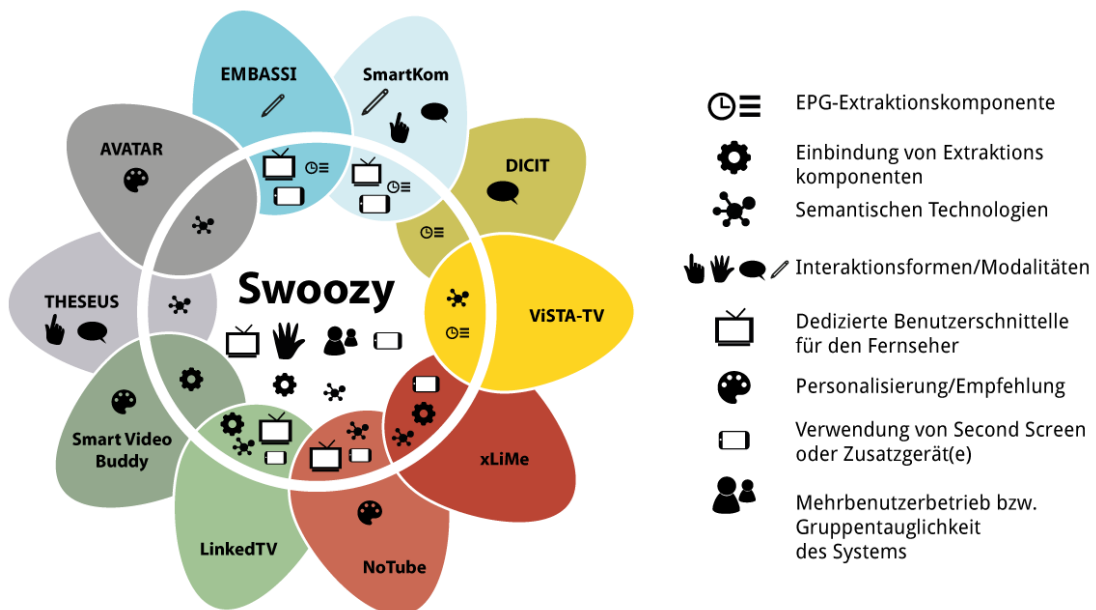 EMBASSI
SmartKom
AVATAR
DICIT
THESEUS
Swoozy
ViSTA-TV
Smart Video
Buddy
xLiMe
LinkedTV
NoTube
EPG-Extraktionskomponente
Einbindung von Extraktions
komponenten
Semantischen Technologien
Interaktionsformen/Modalitäten
Dedizierte Benutzerschnittelle
für den Fernseher
Personalisierung/Empfehlung
Verwendung von Second Screen
oder Zusatzgerät(e)
Mehrbenutzerbetrieb bzw.
Gruppentauglichkeit
des Systems